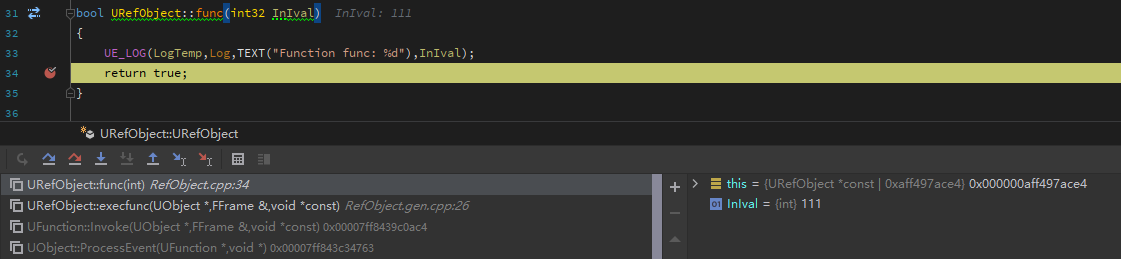 31 bool URefObject::func(int32 InIval) InIval: 111
32 {
33 UE_LOG(LogTemp,Log,TEXT("Function func: %d"),InIval);
34 return true;
35 }
36
URefObject::URefObject
URefObject::func(int) RefObject.cpp:34
this = {URefObject *const | 0xaff497ace4} 0x000000aff497ace4
URefObject::execfunc(UObject *,FFrame &,void *const) RefObject.gen.cpp:26
01 InIval = {int} 111
UFunction::Invoke(UObject *,FFrame &,void *const) 0x00007ff8439c0ac4
UObject::ProcessEvent(UFunction *,void *) 0x00007ff843c34763